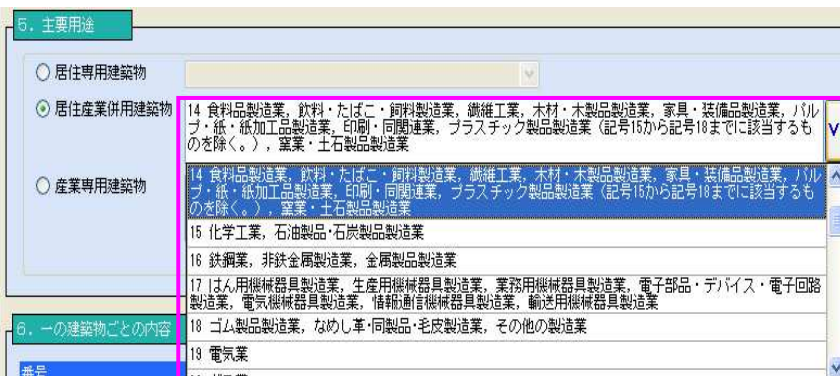 5. 主要用途
居住専用建築物
居住産業併用建築物
14 食料品製造業, 飲料・たばこ・飼料製造業, 繊維工業, 木材・木製品製造業, 家具・装備品製造業, パル
プ・紙・紙加工品製造業, 印刷・同関連業, プラスチック製品製造業 (記号15から記号18までに該当するも
のを除く。), 窯業・土石製品製造業
産業専用建築物
14 食料品製造業, 飲料・たばこ・飼料製造業, 繊維工業, 木材・木製品製造業, 家具・装備品製造業, パル
プ・紙・紙加工品製造業, 印刷・同関連業, プラスチック製品製造業 (記号15から記号18までに該当するも
のを除く。), 窯業・土石製品製造業
15 化学工業, 石油製品・石炭製品製造業
16 鉄鋼業, 非鉄金属製造業, 金属製品製造業
17 はん用機械器具製造業, 生産用機械器具製造業, 業務用機械器具製造業, 電子部品・デバイス・電子回路
製造業, 電気機械器具製造業, 情報通信機械器具製造業, 輸送用機械器具製造業
18 ゴム製品製造業, なめし革・同製品・毛皮製造業, その他の製造業
19 電気業
6. 一の建築物ごとの内容
番号